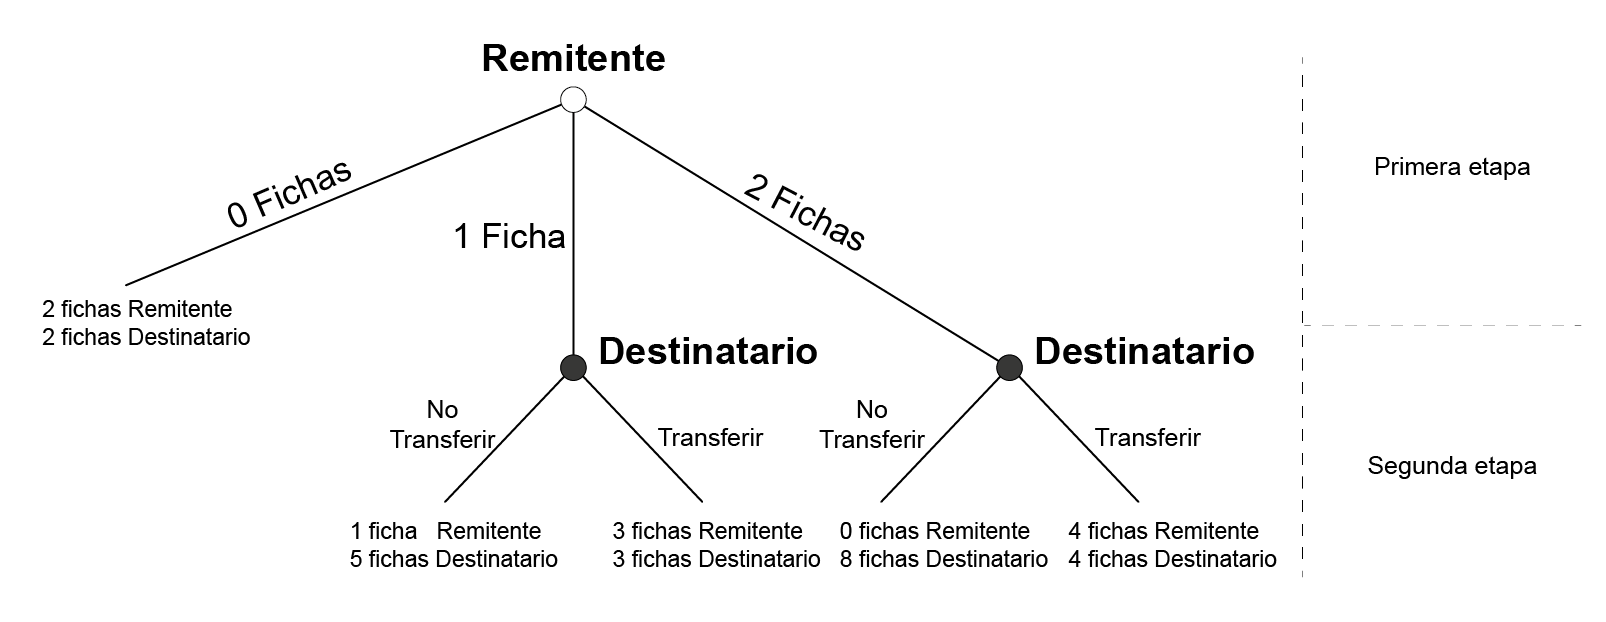 Remitente
0 Fichas
1 Ficha
2 Fichas
Primera etapa
2 fichas Remitente
2 fichas Destinatario
Destinatario
Destinatario
No
Transferir
Transferir
No
Transferir
Transferir
Segunda etapa
1 ficha Remitente
5 fichas Destinatario
3 fichas Remitente
3 fichas Destinatario
0 fichas Remitente
8 fichas Destinatario
4 fichas Remitente
4 fichas Destinatario